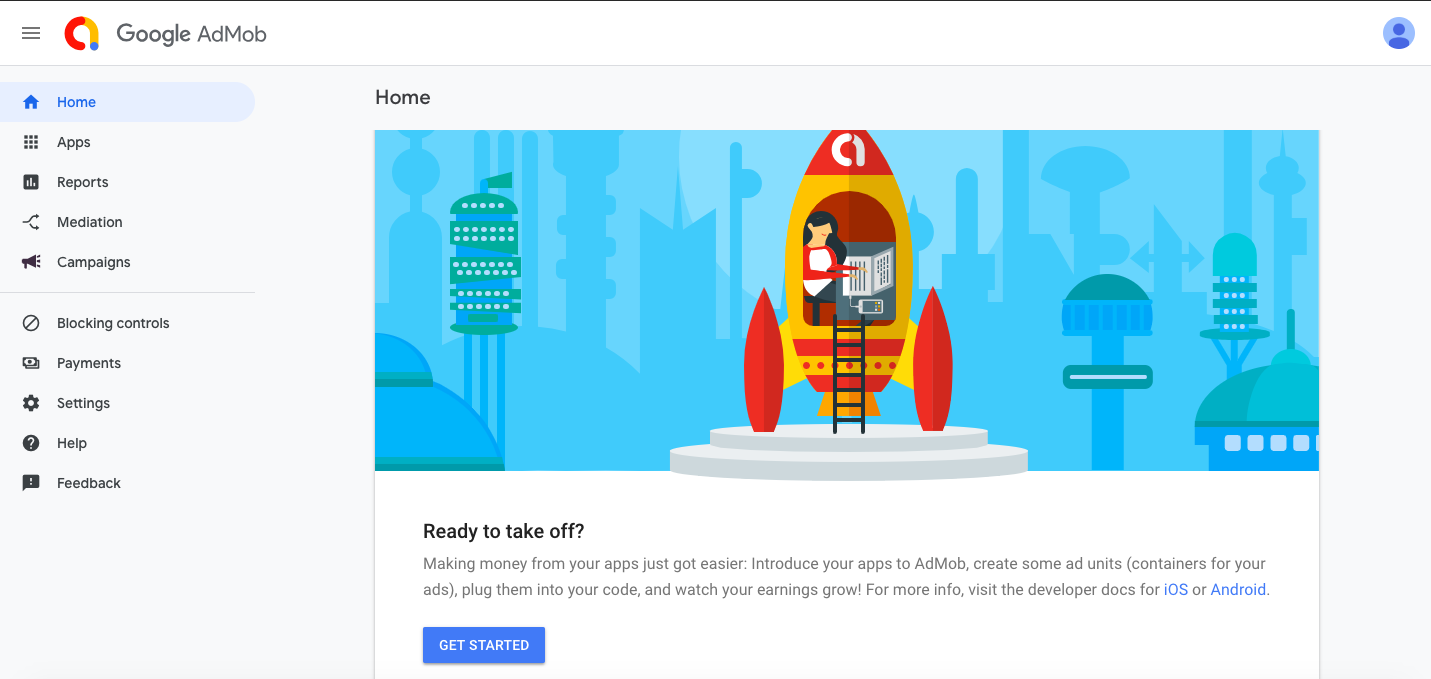 Google AdMob
Home
Apps
Reports
Mediation
Campaigns
Blocking controls
Payments
Settings
Help
Feedback
Home
Ready to take off?
Making money from your apps just got easier: Introduce your apps to AdMob, create some ad units (containers for your
ads), plug them into your code, and watch your earnings grow! For more info, visit the developer docs for iOS or Android.
GET STARTED